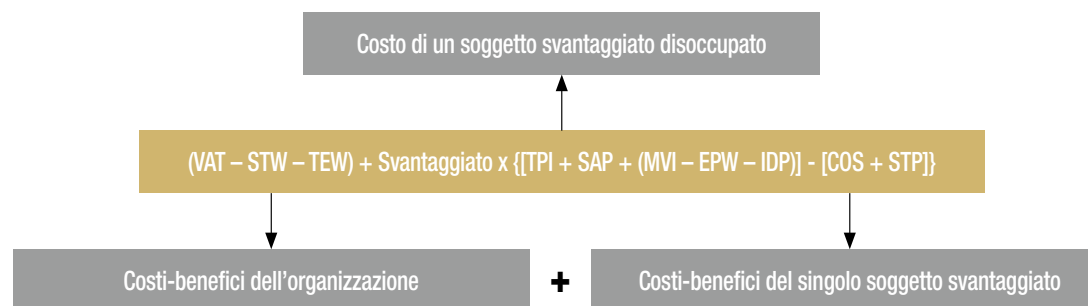 Costo di un soggetto svantaggiato disoccupato
(VAT – STW – TEW) + Svantaggiato x {[TPI + SAP + (MVI – EPW – IDP)] - [COS + STP]}
Costi-benefici dell'organizzazione
+
Costi-benefici del singolo soggetto svantaggiato